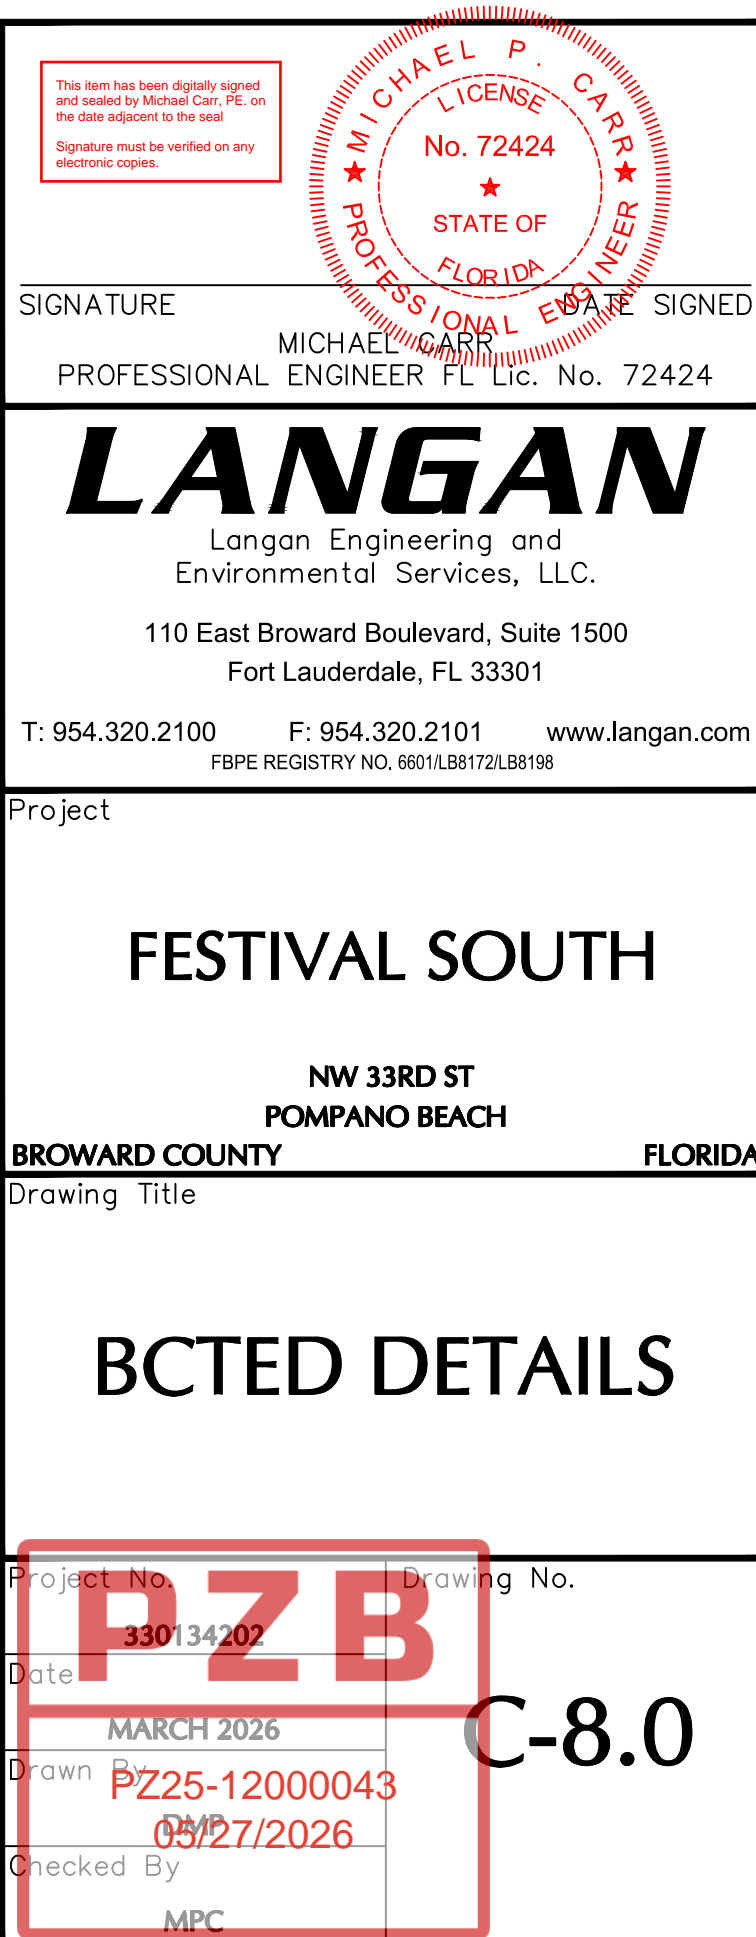 This item has been digitally signed
and sealed by Michael Carr, PE. on
the date adjacent to the seal
Signature must be verified on any
electronic copies.
MICHAEL P. CARR
LICENSE
No. 72424
STATE OF
FLORIDA
PROFESSIONAL ENGINEER
SIGNATURE
DATE SIGNED
MICHAEL CARR
PROFESSIONAL ENGINEER FL Lic. No. 72424
LANGAN
Langan Engineering and
Environmental Services, LLC.
110 East Broward Boulevard, Suite 1500
Fort Lauderdale, FL 33301
T: 954.320.2100 F: 954.320.2101 www.langan.com
FBPE REGISTRY NO. 6601/LB8172/LB8198
Project
FESTIVAL SOUTH
NW 33RD ST
POMPANO BEACH
BROWARD COUNTY FLORIDA
Drawing Title
BCTED DETAILS
Project No.
330134202
Date
MARCH 2026
Drawn By
DMP
Checked By
MPC
Drawing No.
C-8.0
PZB
PZ25-12000043
05/27/2026